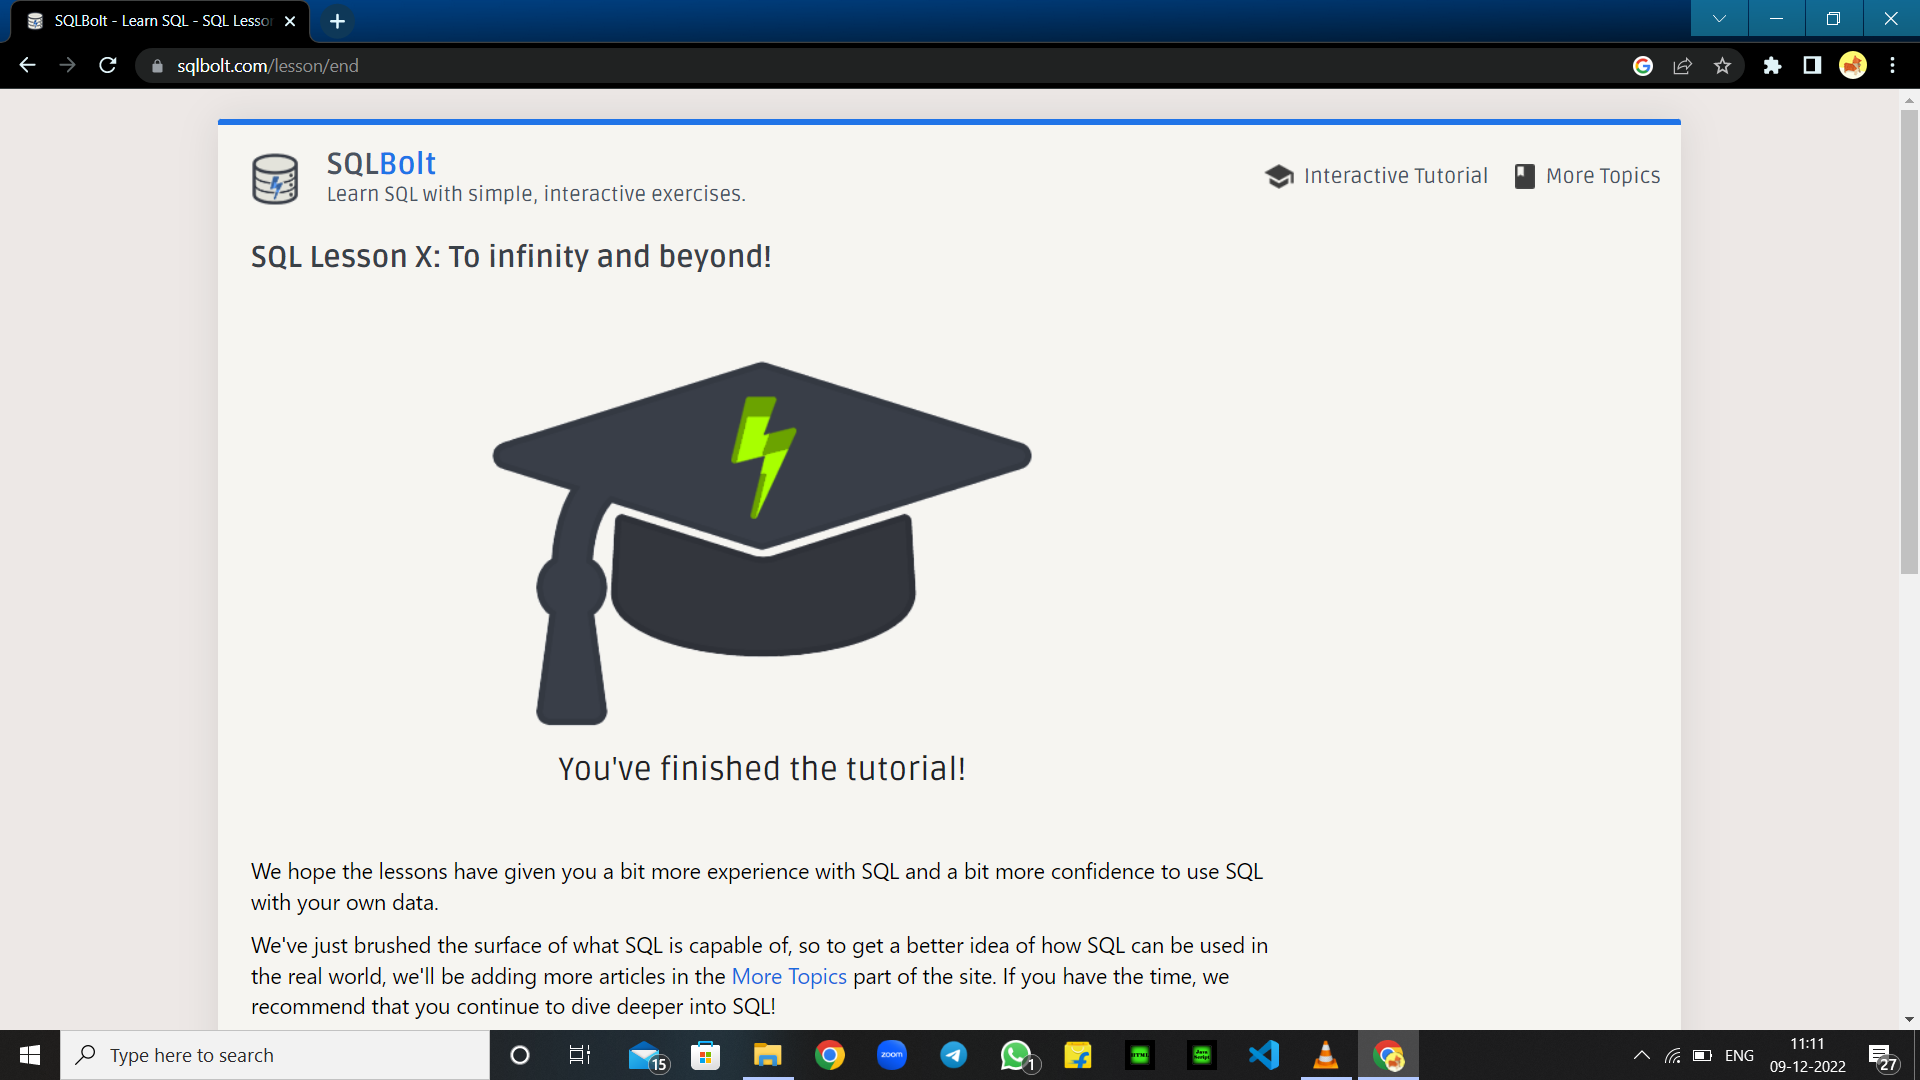 SQLBolt - Learn SQL - SQL Lesso
sqlbolt.com/lesson/end
SQLBolt
Learn SQL with simple, interactive exercises.
Interactive Tutorial
More Topics
SQL Lesson X: To infinity and beyond!
You've finished the tutorial!
We hope the lessons have given you a bit more experience with SQL and a bit more confidence to use SQL
with your own data.
We've just brushed the surface of what SQL is capable of, so to get a better idea of how SQL can be used in
the real world, we'll be adding more articles in the More Topics part of the site. If you have the time, we
recommend that you continue to dive deeper into SQL!
Type here to search
15
zoom
1
HTML
Java
Script
ENG
11:11
09-12-2022
27